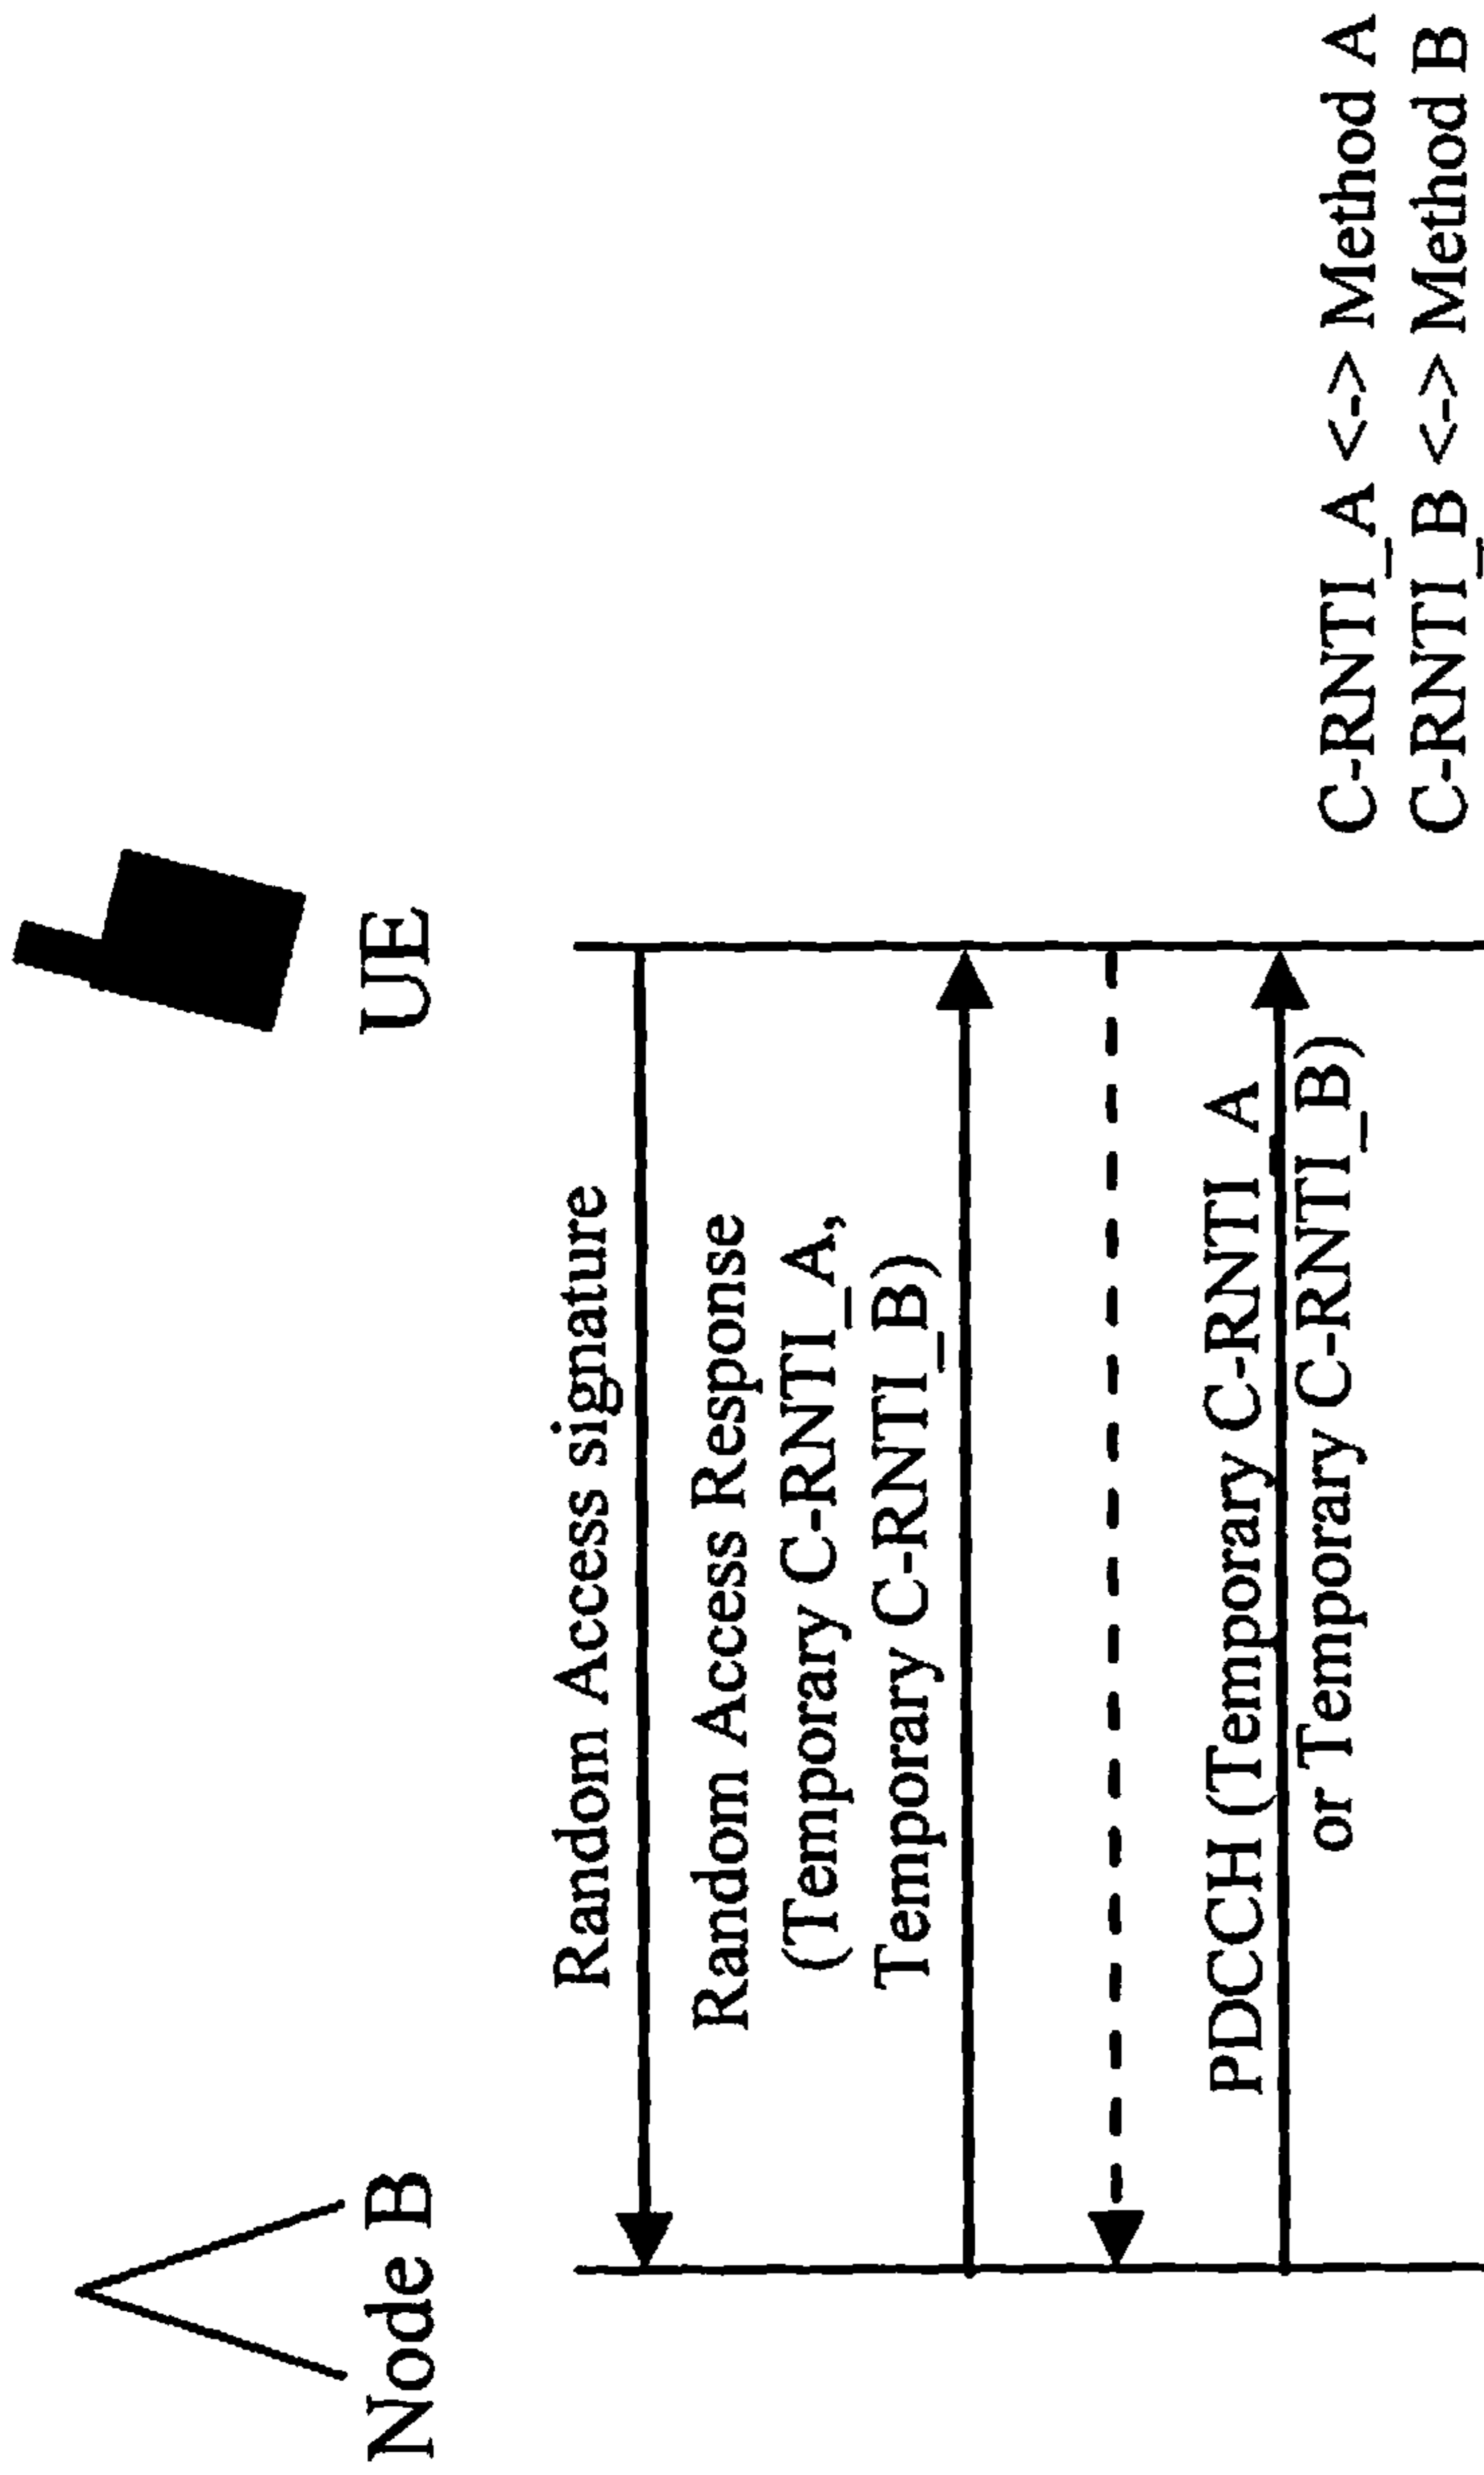 Node B
UE
Random Access signature
Random Access Response
(Temporary C-RNTI_A,
Temporary C-RNTI_B)
PDCCH (Temporary C-RNTI_A
or Temporary C-RNTI_B)
C-RNTI_A <-> Method A
C-RNTI_B <-> Method B